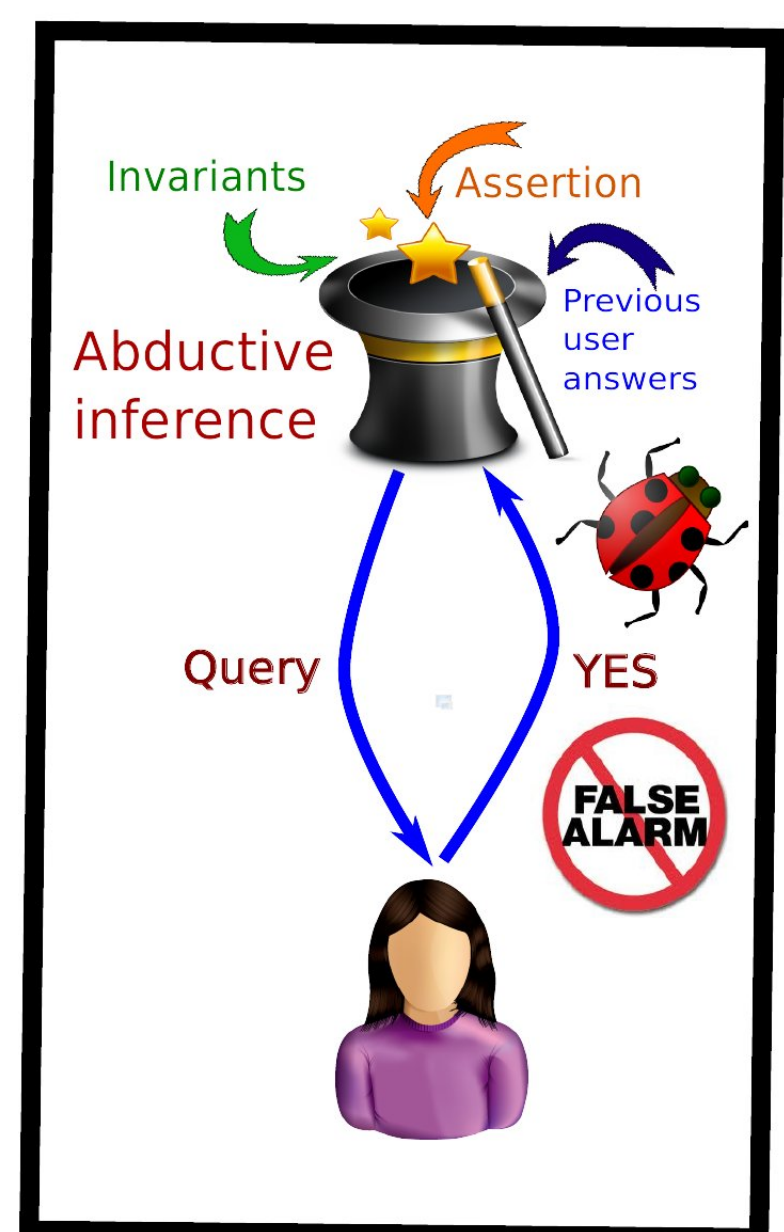 Invariants
Assertion
Previous
user
answers
Abductive
inference
Query
YES
FALSE
ALARM